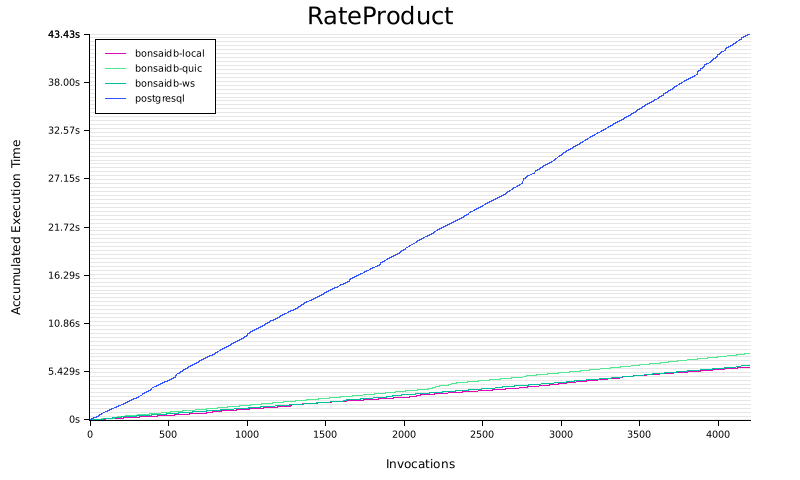 RateProduct
43.43s
bonsaidb-local
bonsaidb-quic
bonsaidb-ws
postgresql
38.00s
32.57s
27.15s
21.72s
16.29s
10.86s
5.429s
0s
Accumulated Execution Time
0 500 1000 1500 2000 2500 3000 3500 4000
Invocations